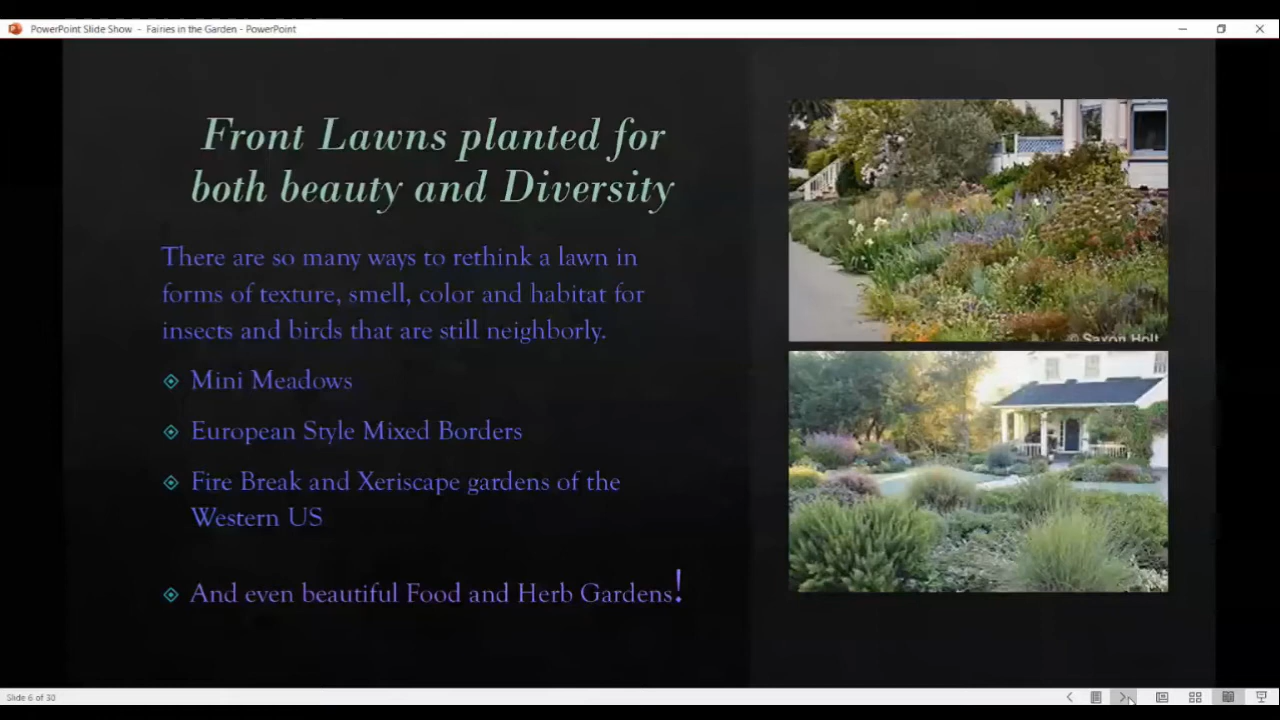 PowerPoint Slide Show - Fairies in the Garden - PowerPoint
Front Lawns planted for
both beauty and Diversity
There are so many ways to rethink a lawn in
forms of texture, smell, color and habitat for
insects and birds that are still neighborly.
Mini Meadows
European Style Mixed Borders
Fire Break and Xeriscape gardens of the
Western US
And even beautiful Food and Herb Gardens!
© Saxon Holt
Slide 6 of 30